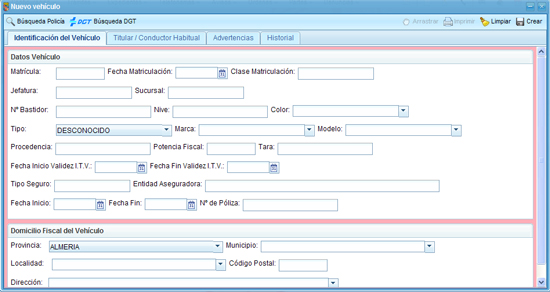 Nuevo vehículo
Búsqueda Policía DGT Búsqueda DGT Arrastrar Imprimir Limpiar Crear
Identificación del Vehículo Titular / Conductor Habitual Advertencias Historial
Datos Vehículo
Matrícula: Fecha Matriculación: Clase Matriculación:
Jefatura: Sucursal:
Nº Bastidor: Nive: Color:
Tipo: DESCONOCIDO Marca: Modelo:
Procedencia: Potencia Fiscal: Tara:
Fecha Inicio Validez I.T.V.: Fecha Fin Validez I.T.V.:
Tipo Seguro: Entidad Aseguradora:
Fecha Inicio: Fecha Fin: Nº de Póliza:
Domicilio Fiscal del Vehículo
Provincia: ALMERIA Municipio:
Localidad: Código Postal:
Dirección: